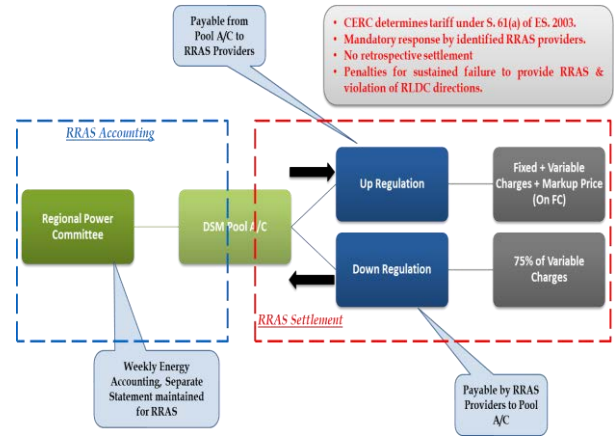 Payable from
Pool A/C to
RRAS Providers
• CERC determines tariff under S. 61(a) of ES. 2003.
• Mandatory response by identified RRAS providers.
• No retrospective settlement
• Penalties for sustained failure to provide RRAS &
violation of RLDC directions.
RRAS Accounting
Regional Power
Committee
DSM Pool A/C
Up Regulation
Fixed + Variable
Charges + Markup Price
(On FC)
Down Regulation
75% of Variable
Charges
RRAS Settlement
Weekly Energy
Accounting, Separate
Statement maintained
for RRAS
Payable by RRAS
Providers to Pool
A/C